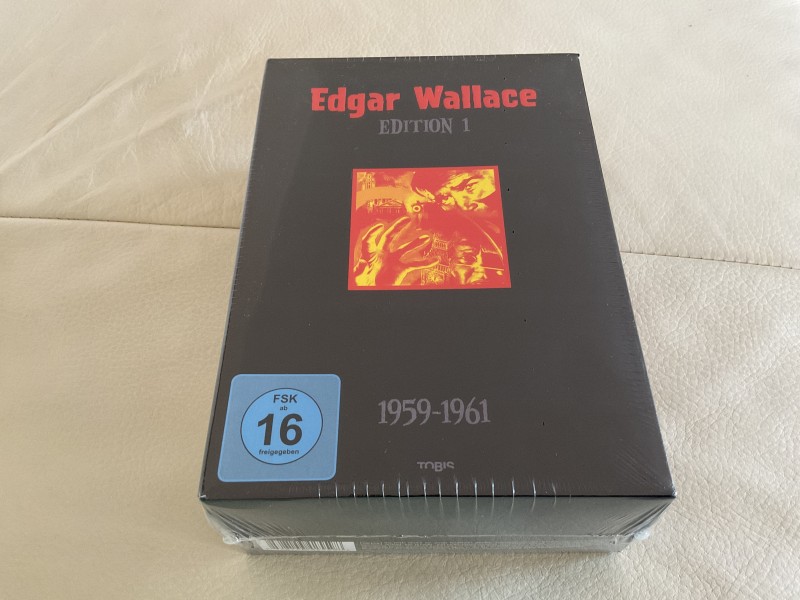 Edgar Wallace
EDITION 1
FSK
ab
16
freigegeben
1959-1961
TOBIS